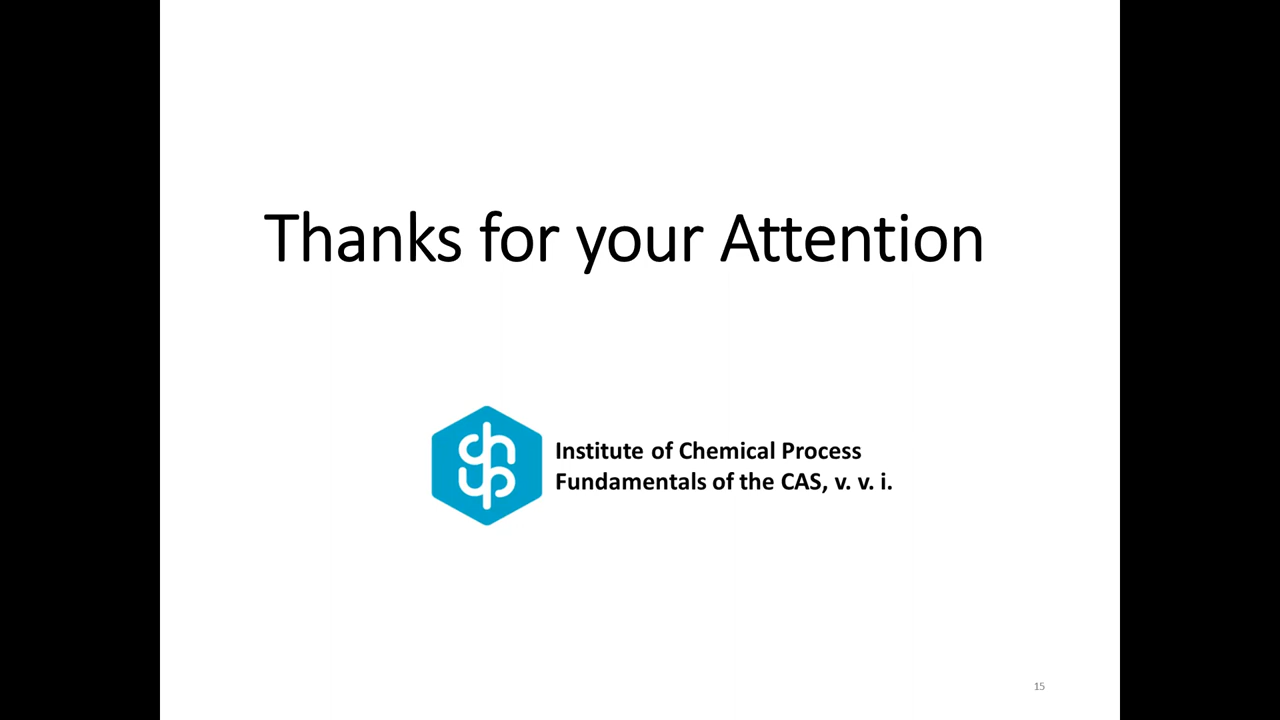 Thanks for your Attention
Institute of Chemical Process
Fundamentals of the CAS, v. v. i.
15